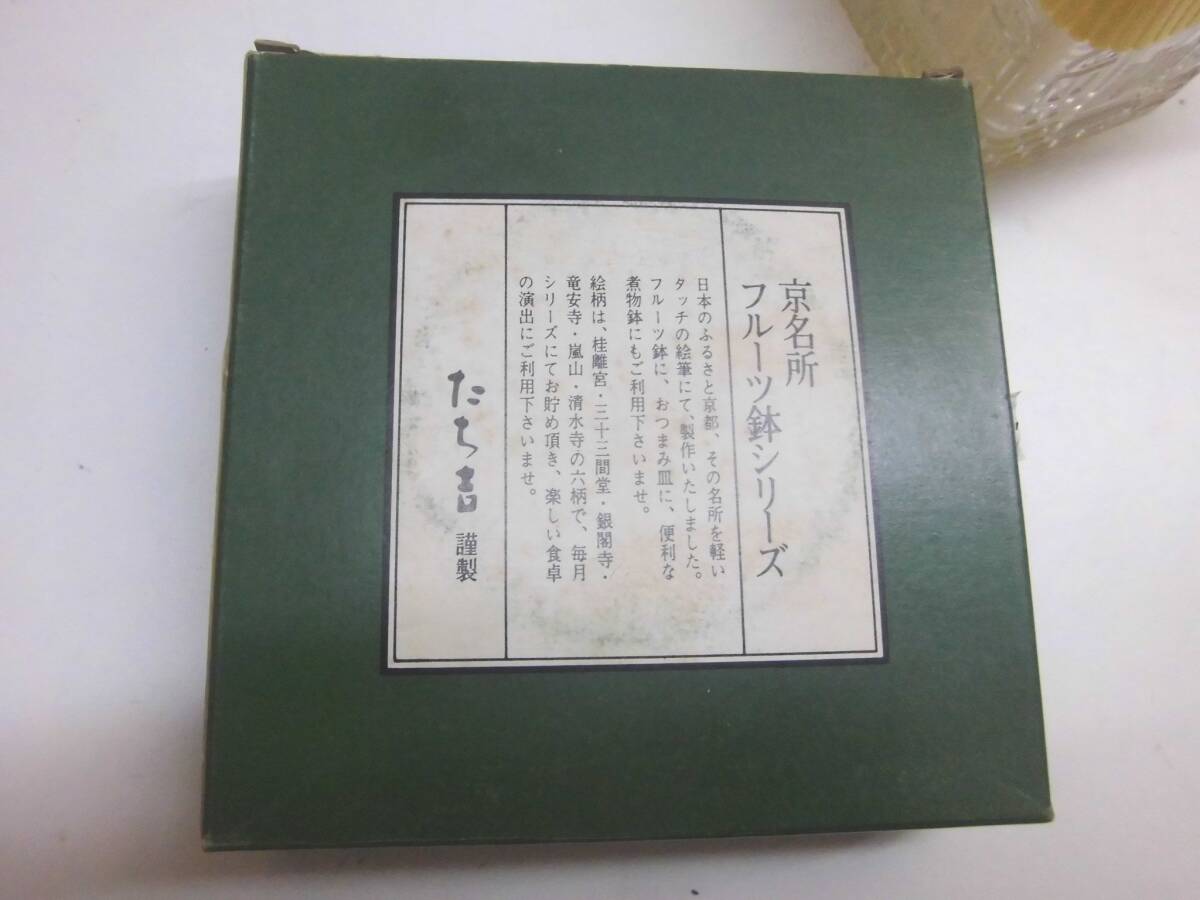 京名所
フルーツ鉢シリーズ
日本のふるさと京都、その名所を軽い
タッチの絵筆にて、製作いたしました。
フルーツ鉢に、おつまみ皿に、便利な
煮物鉢にもご利用下さいませ。
絵柄は、桂離宮・三十三間堂・銀閣寺・
竜安寺・嵐山・清水寺の六柄で、毎月
シリーズにてお貯め頂き、楽しい食卓
の演出にご利用下さいませ。
たち吉 謹製